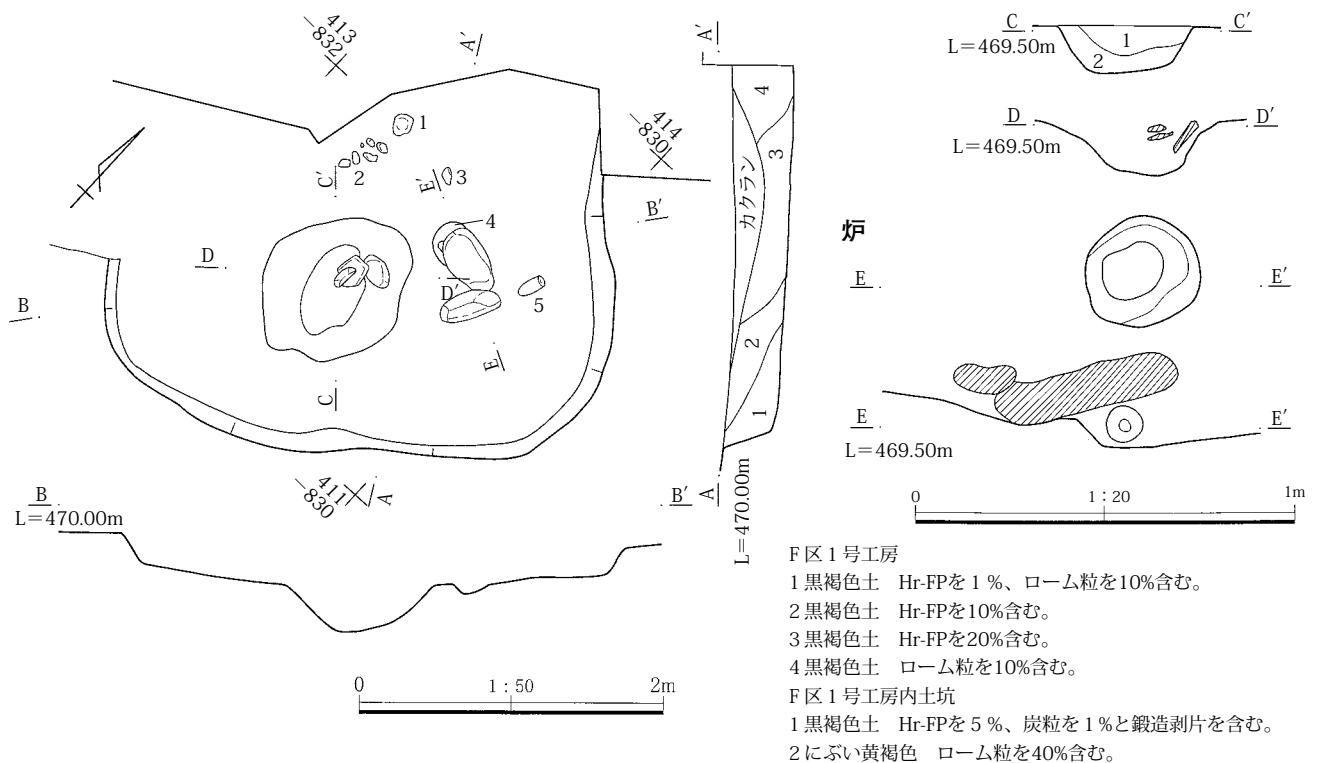 413
-832
A′
1
2
C′
E′
3
414
-830
B′
4
D
D′
5
B
E
C
411
-830
A
B
L＝470.00m
B′
0 1：50 2m
A′
4
3
カクラン
2
1
A
L＝470.00m
C C′
L＝469.50m
1
2
D D′
L＝469.50m
炉
E E′
E E′
L＝469.50m
0 1：20 1m
F区1号工房
1 黒褐色土　Hr-FPを1％、ローム粒を10%含む。
2 黒褐色土　Hr-FPを10%含む。
3 黒褐色土　Hr-FPを20%含む。
4 黒褐色土　ローム粒を10%含む。
F区1号工房内土坑
1 黒褐色土　Hr-FPを5％、炭粒を1％と鍛造剥片を含む。
2 にぶい黄褐色　ローム粒を40%含む。